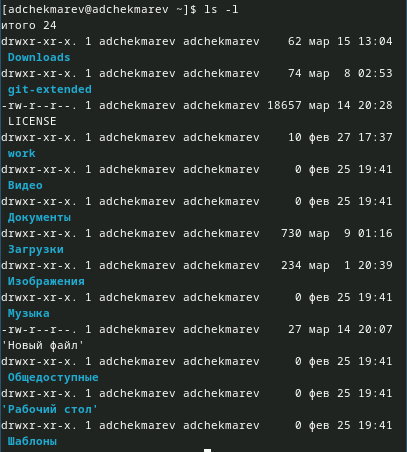 [adchekmarev@adchekmarev ~]$ ls -l
итого 24
drwxr-xr-x. 1 adchekmarev adchekmarev    62 мар 15 13:04
 Downloads
drwxr-xr-x. 1 adchekmarev adchekmarev    74 мар  8 02:53
 git-extended
-rw-r--r--. 1 adchekmarev adchekmarev 18657 мар 14 20:28
 LICENSE
drwxr-xr-x. 1 adchekmarev adchekmarev    10 фев 27 17:37
 work
drwxr-xr-x. 1 adchekmarev adchekmarev     0 фев 25 19:41
 Видео
drwxr-xr-x. 1 adchekmarev adchekmarev     0 фев 25 19:41
 Документы
drwxr-xr-x. 1 adchekmarev adchekmarev   730 мар  9 01:16
 Загрузки
drwxr-xr-x. 1 adchekmarev adchekmarev   234 мар  1 20:39
 Изображения
drwxr-xr-x. 1 adchekmarev adchekmarev     0 фев 25 19:41
 Музыка
-rw-r--r--. 1 adchekmarev adchekmarev    27 мар 14 20:07
'Новый файл'
drwxr-xr-x. 1 adchekmarev adchekmarev     0 фев 25 19:41
 Общедоступные
drwxr-xr-x. 1 adchekmarev adchekmarev     0 фев 25 19:41
'Рабочий стол'
drwxr-xr-x. 1 adchekmarev adchekmarev     0 фев 25 19:41
 Шаблоны